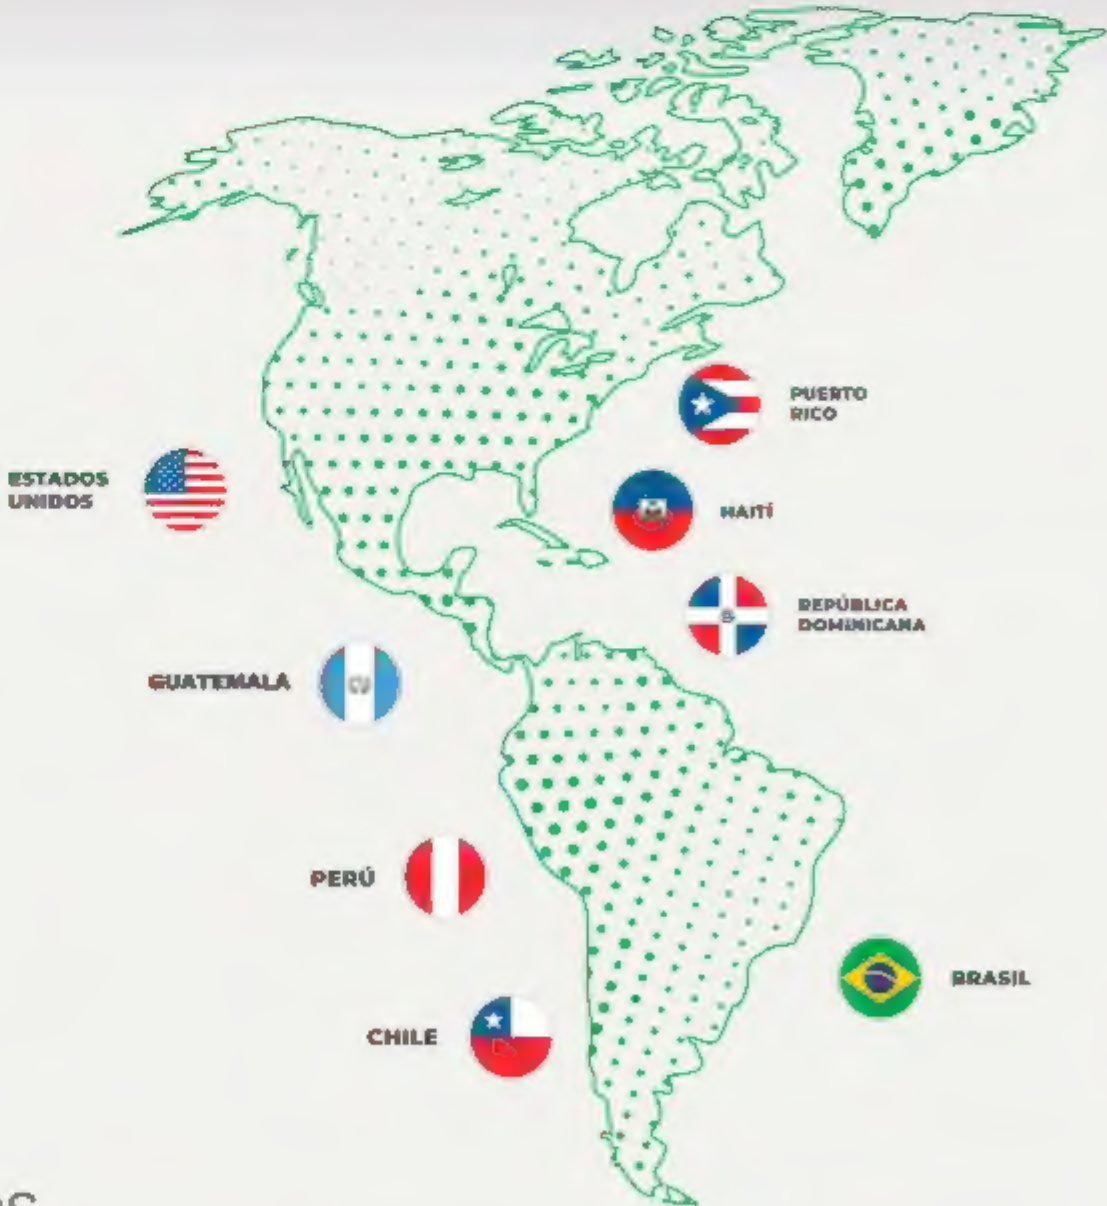 PUERTO
RICO
ESTADOS
UNIDOS
HAITÍ
REPÚBLICA
DOMINICANA
GUATEMALA
PERÚ
BRASIL
CHILE